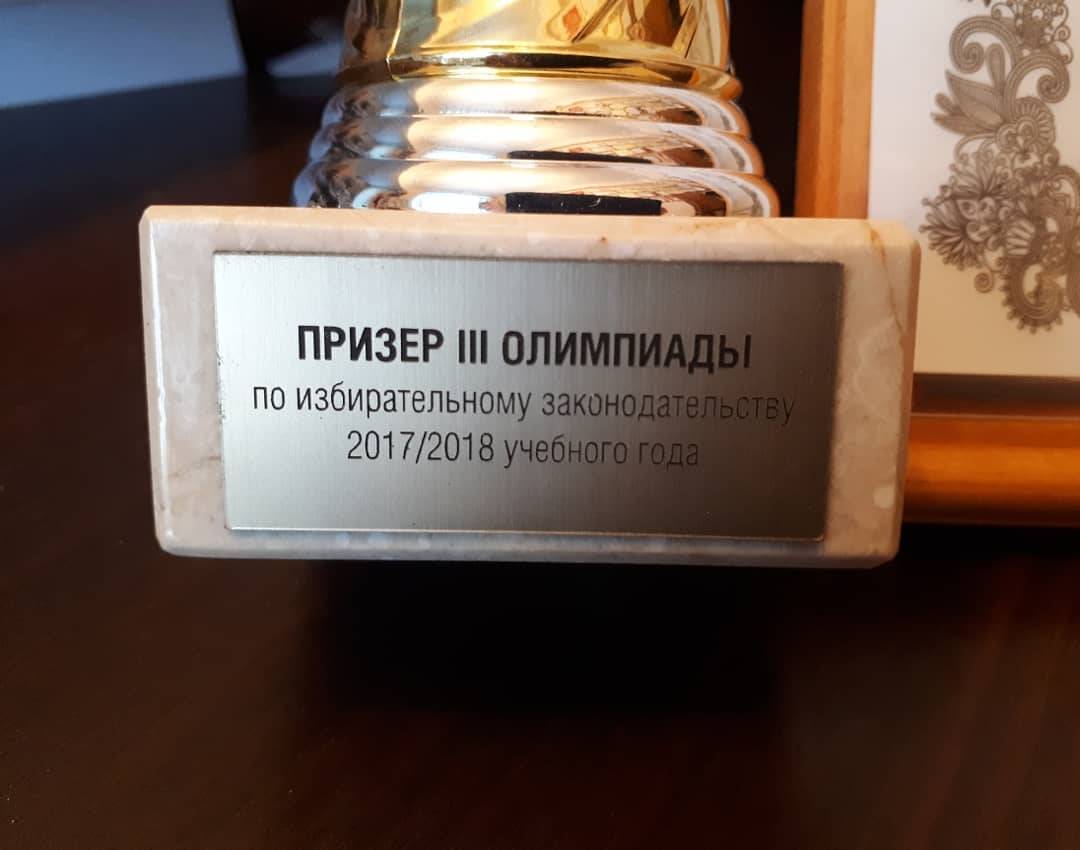 ПРИЗЕР III ОЛИМПИАДЫ
по избирательному законодательству
2017/2018 учебного года